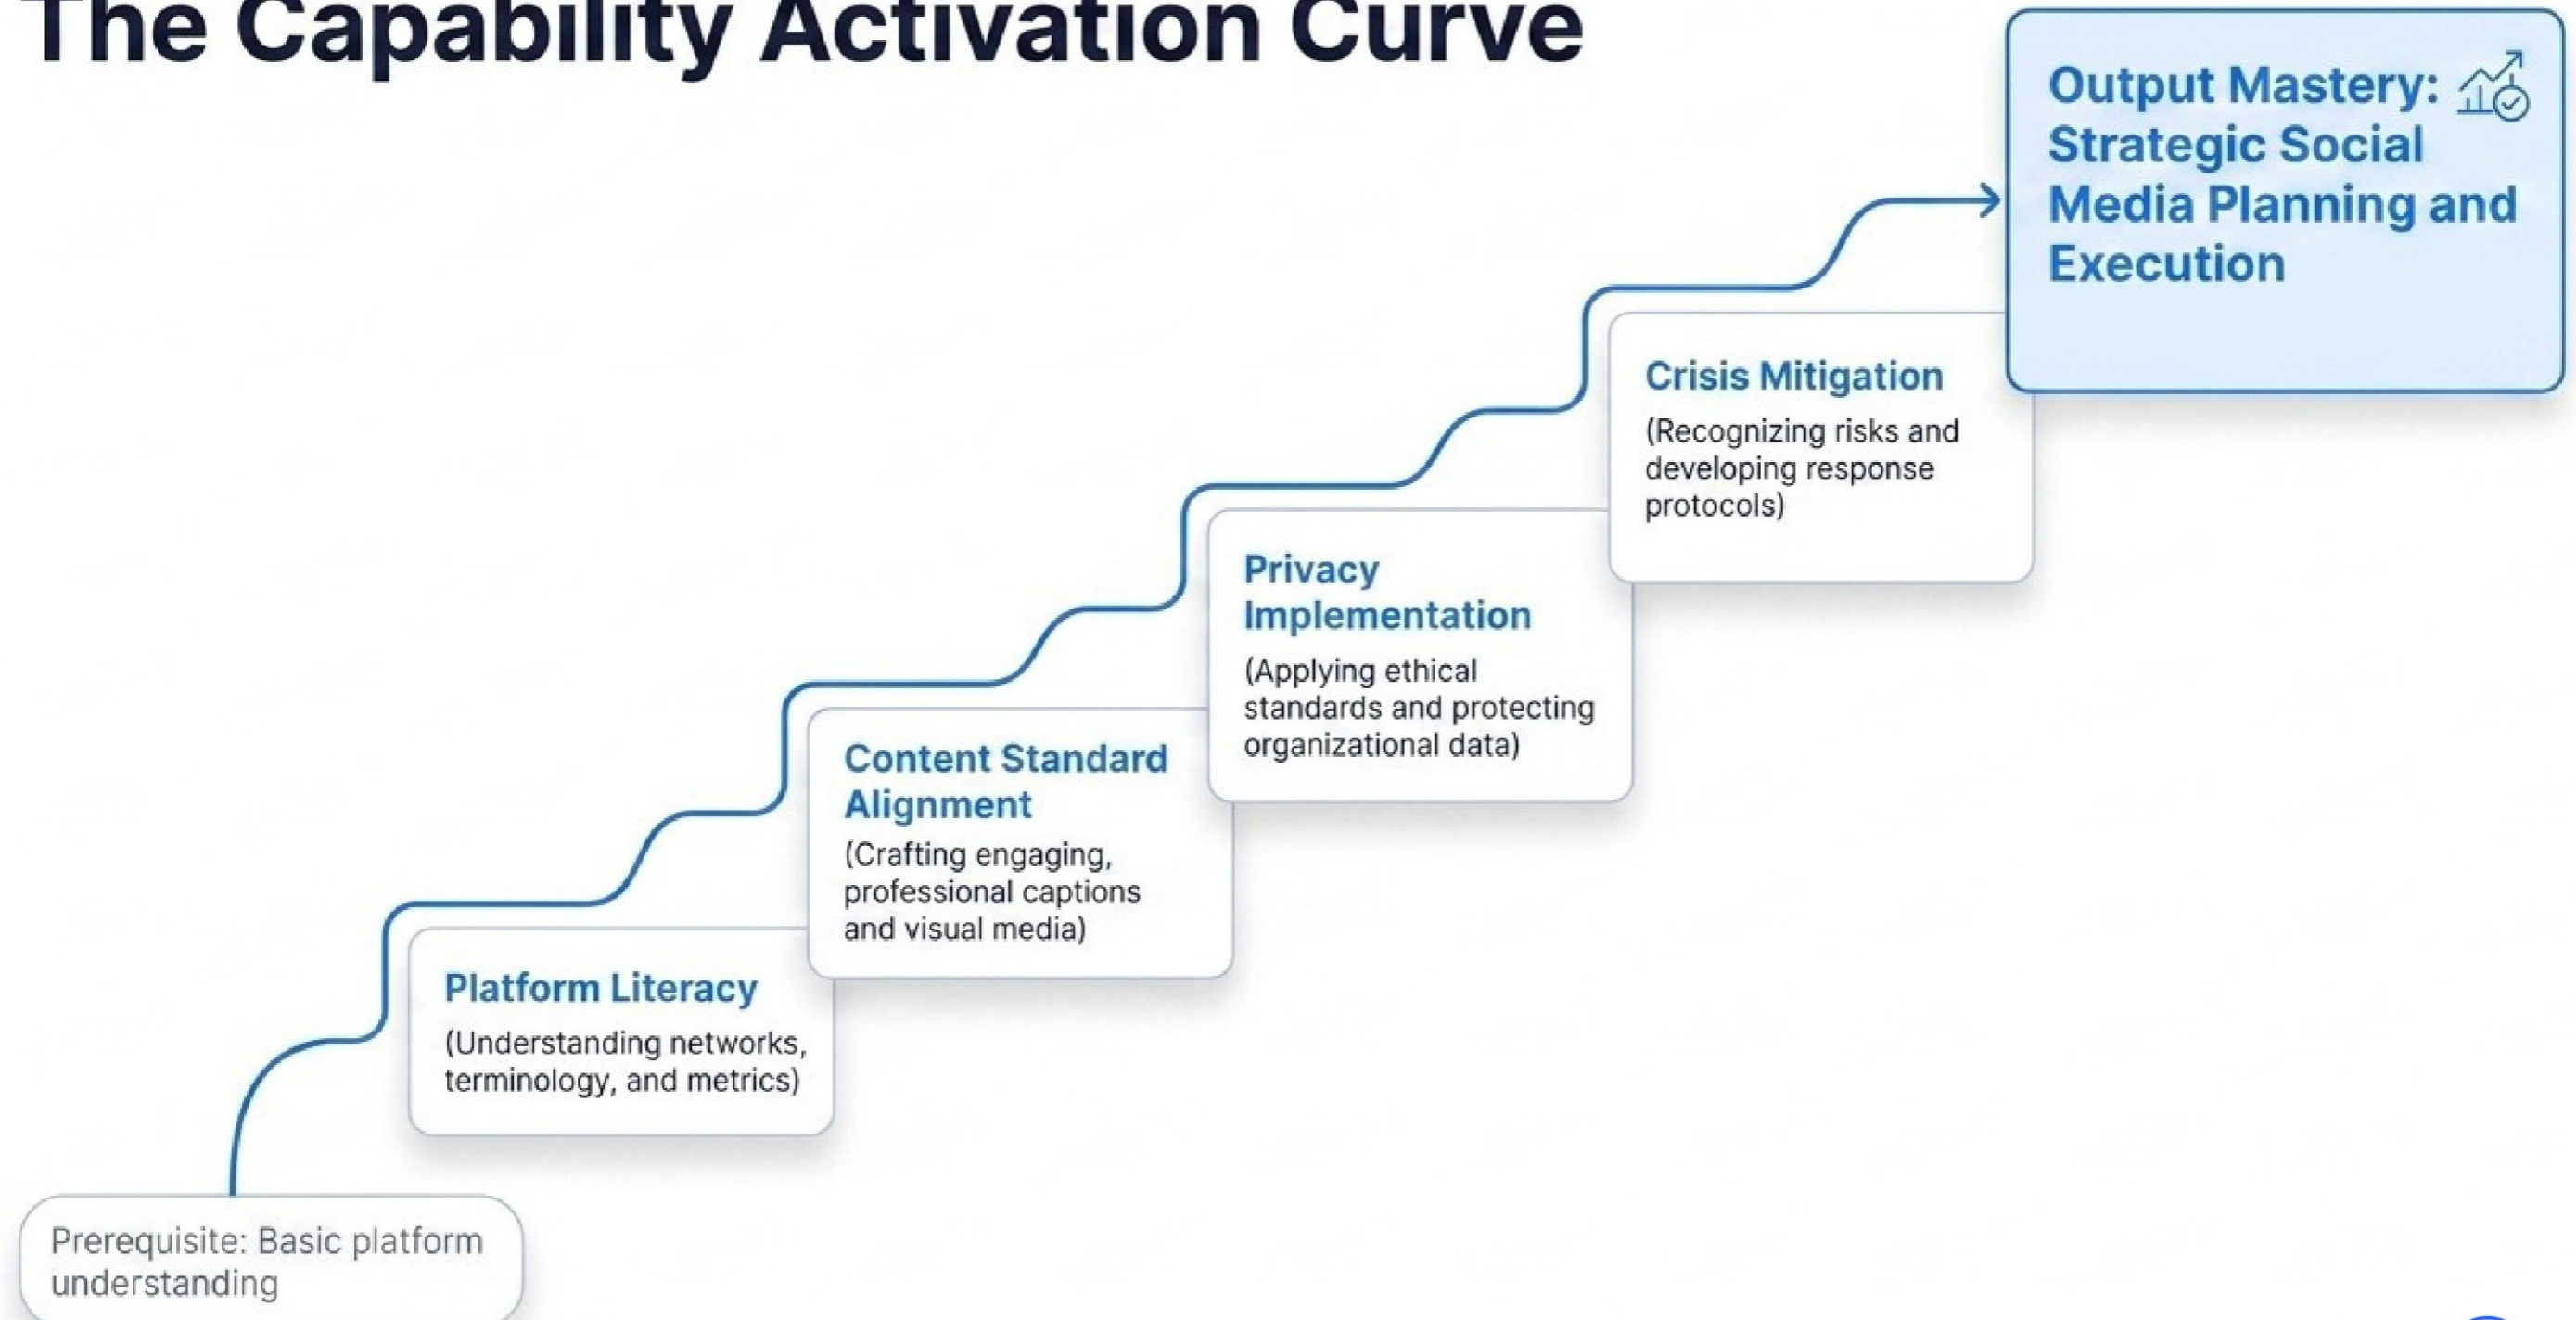 The Capability Activation Curve
Output Mastery:
Strategic Social
Media Planning and
Execution
Crisis Mitigation
(Recognizing risks and
developing response
protocols)
Privacy
Implementation
(Applying ethical
standards and protecting
organizational data)
Content Standard
Alignment
(Crafting engaging,
professional captions
and visual media)
Platform Literacy
(Understanding networks,
terminology, and metrics)
Prerequisite: Basic platform
understanding